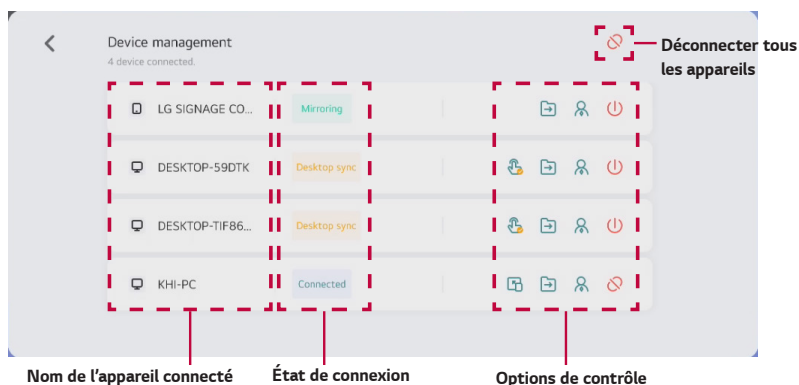 Device management
4 device connected.
Déconnecter tous
les appareils
LG SIGNAGE CO...
Mirroring
DESKTOP-59DTK
Desktop sync
DESKTOP-TIF86...
Desktop sync
KHI-PC
Connected
Nom de l’appareil connecté
État de connexion
Options de contrôle